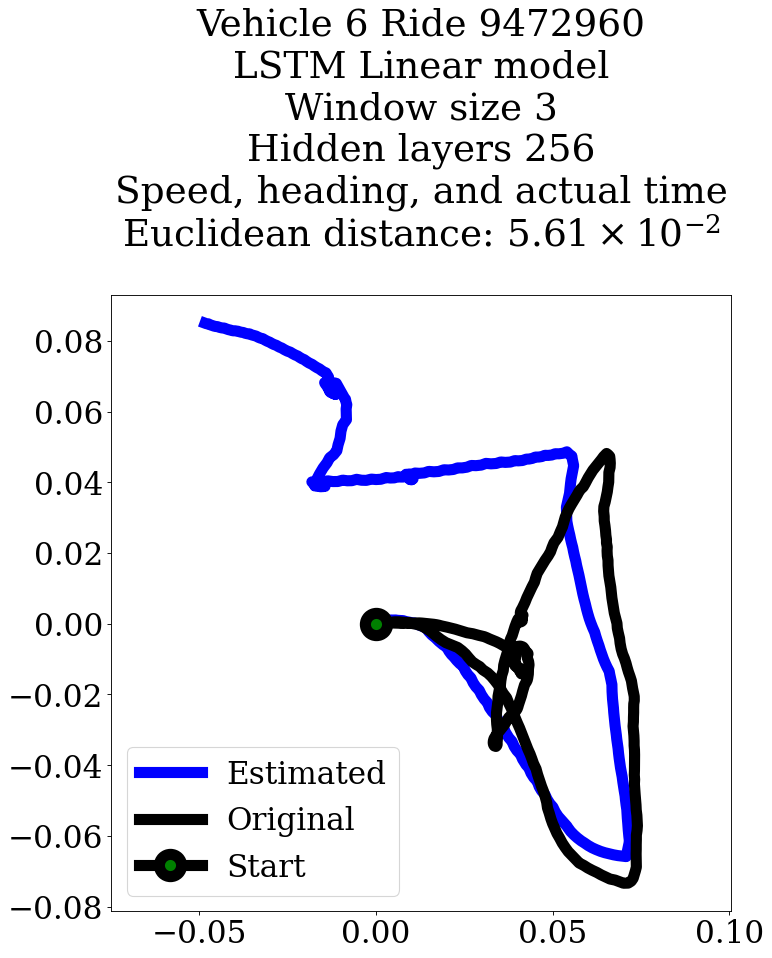 Vehicle 6 Ride 9472960
LSTM Linear model
Window size 3
Hidden layers 256
Speed, heading, and actual time
Euclidean distance: 5.61 × 10⁻²
0.08
0.06
0.04
0.02
0.00
−0.02
−0.04
−0.06
−0.08
Estimated
Original
Start
−0.05
0.00
0.05
0.10